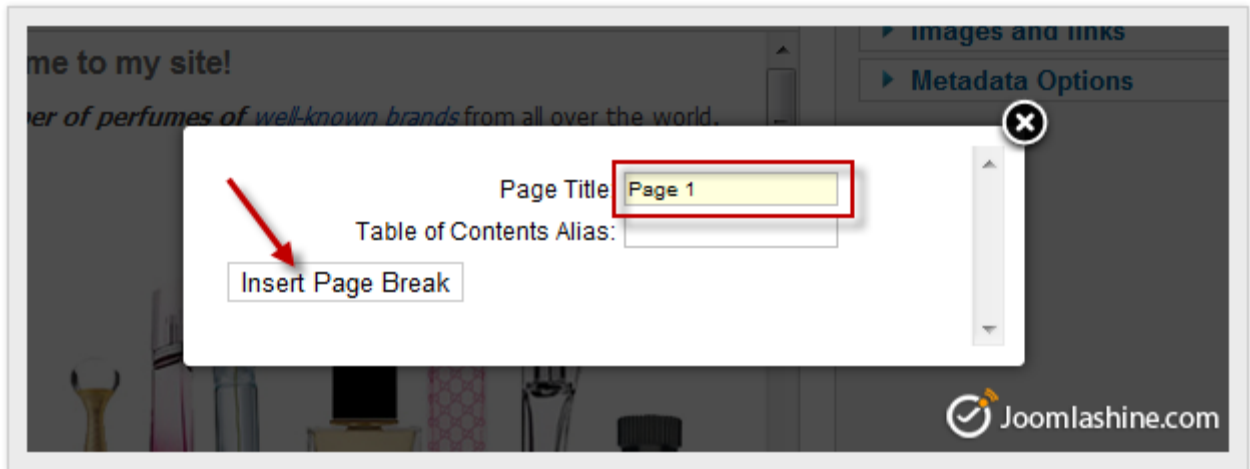 Images and links
me to my site!
Metadata Options
per of perfumes of well-known brands from all over the world.
Page Title
Page 1
Table of Contents Alias:
Insert Page Break
Joomlashine.com